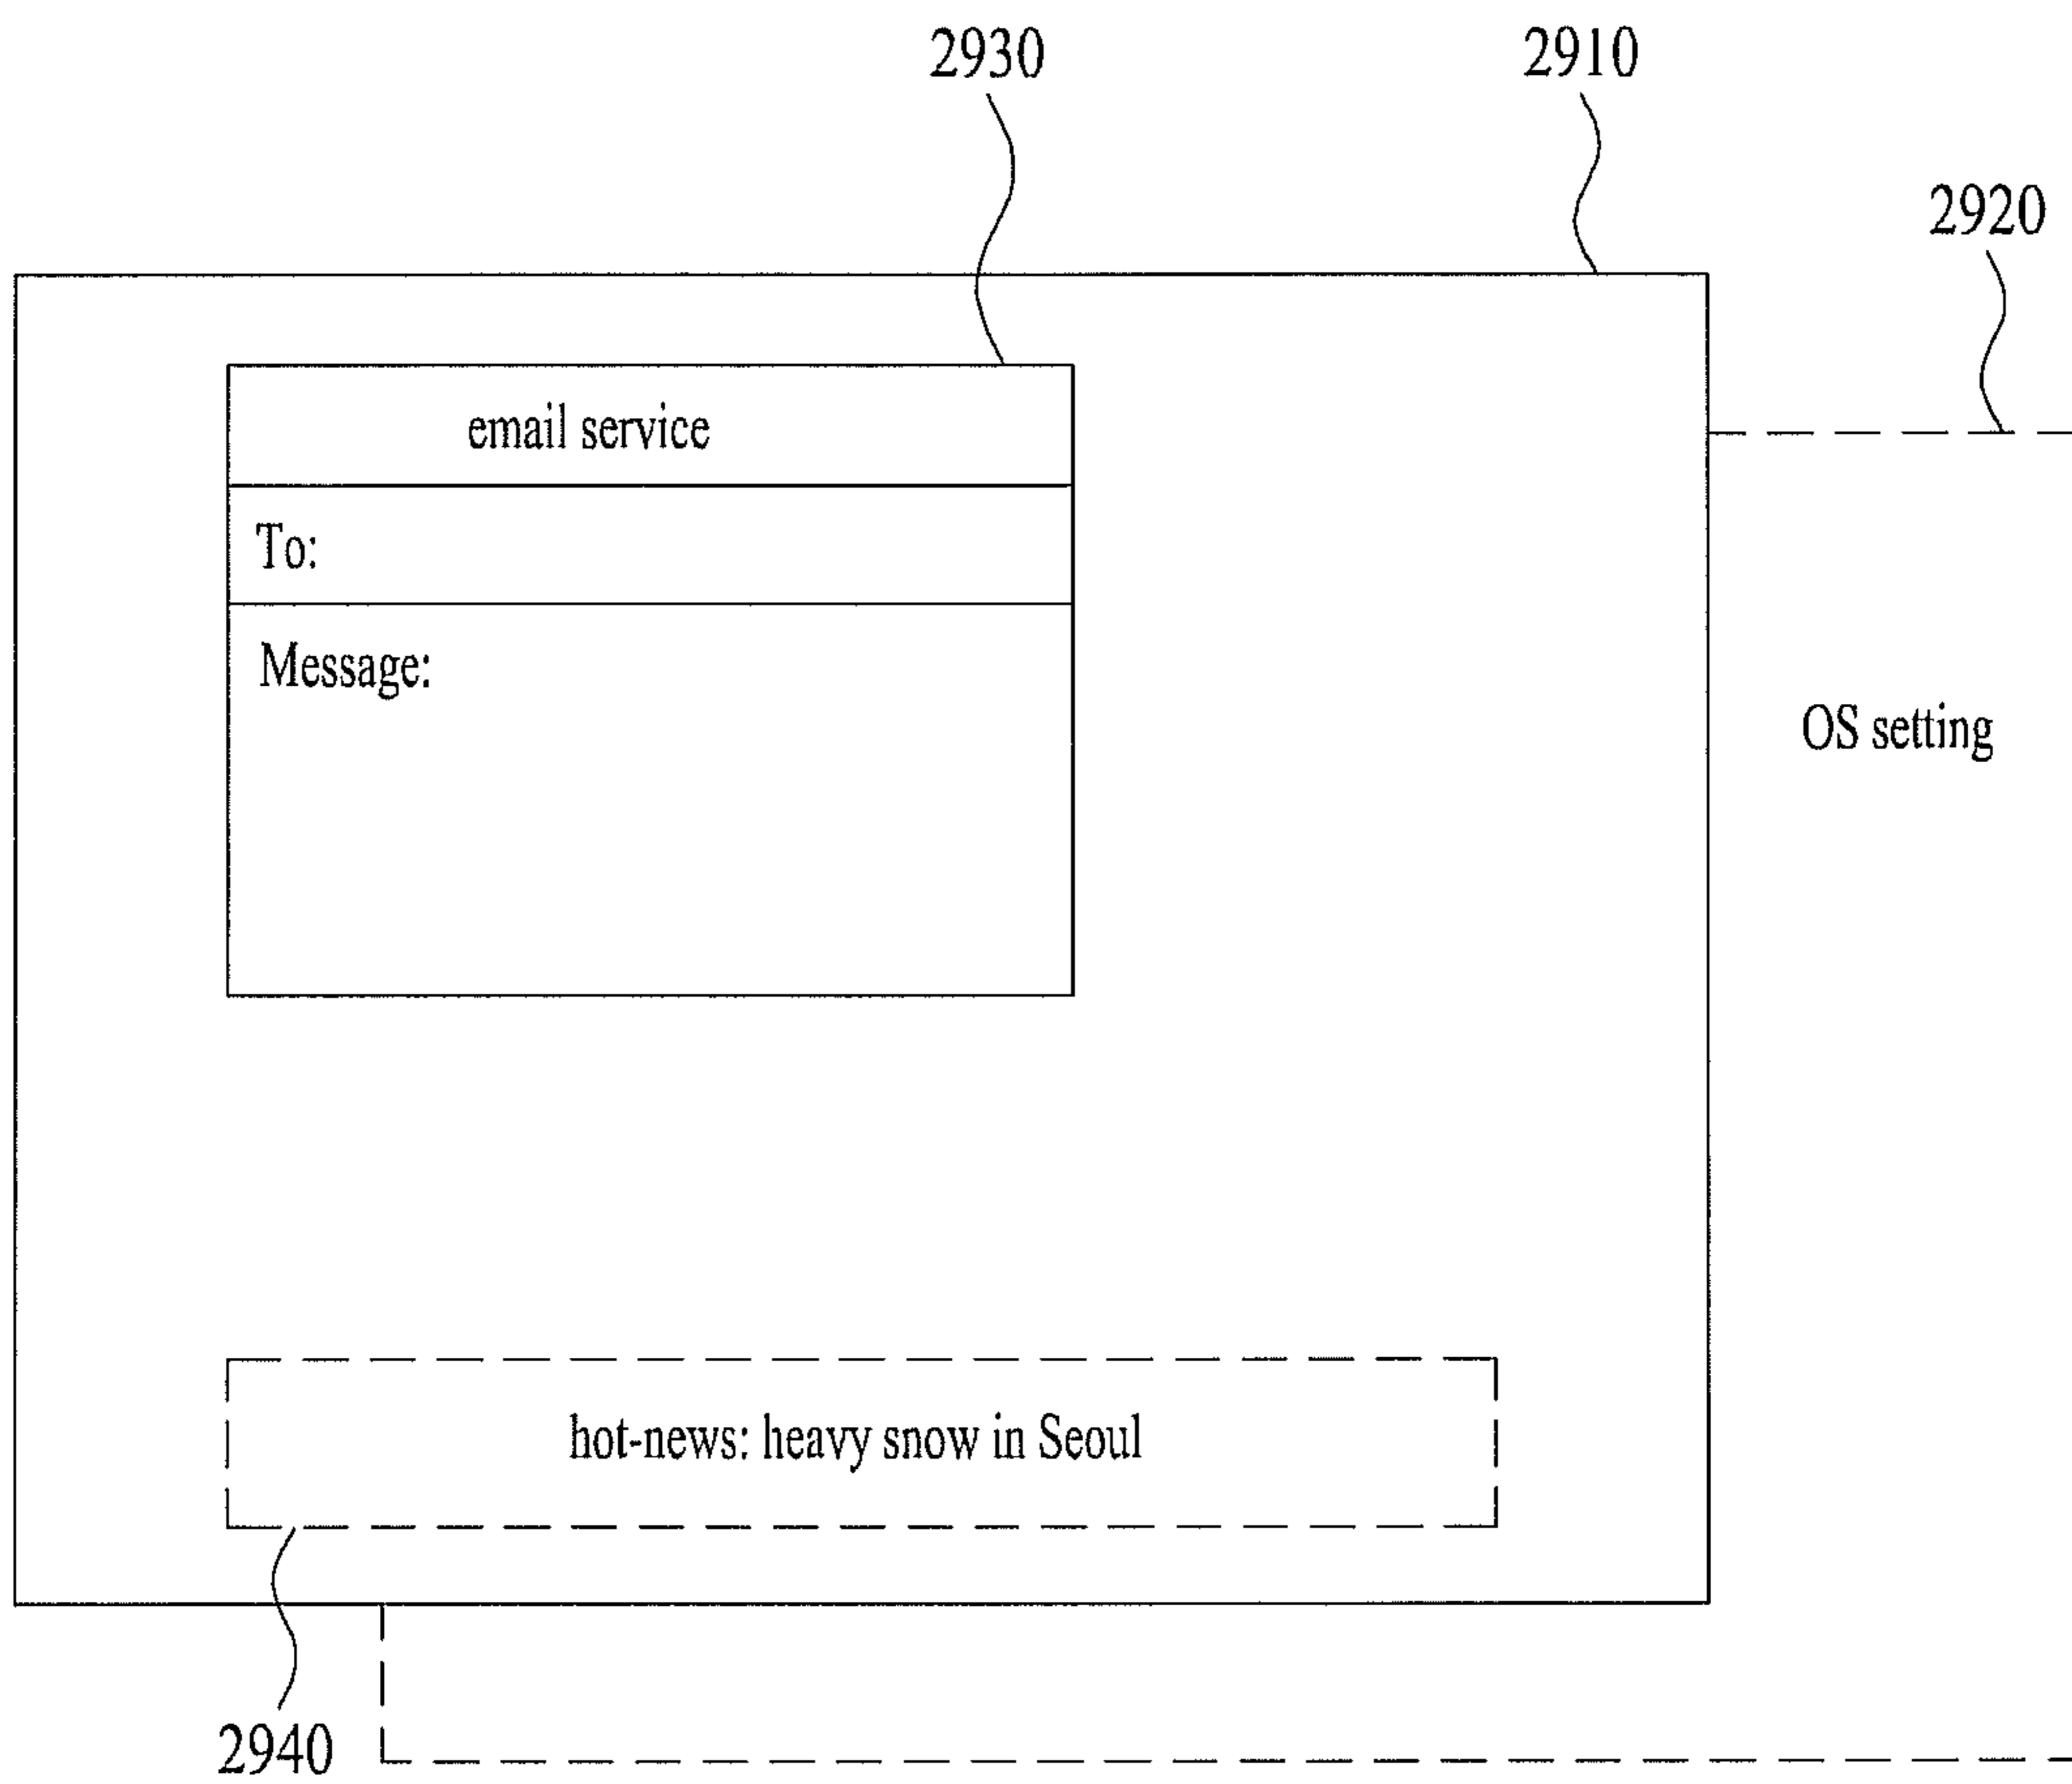 2930
2910
2920
email service
To:
Message:
OS setting
hot-news: heavy snow in Seoul
2940